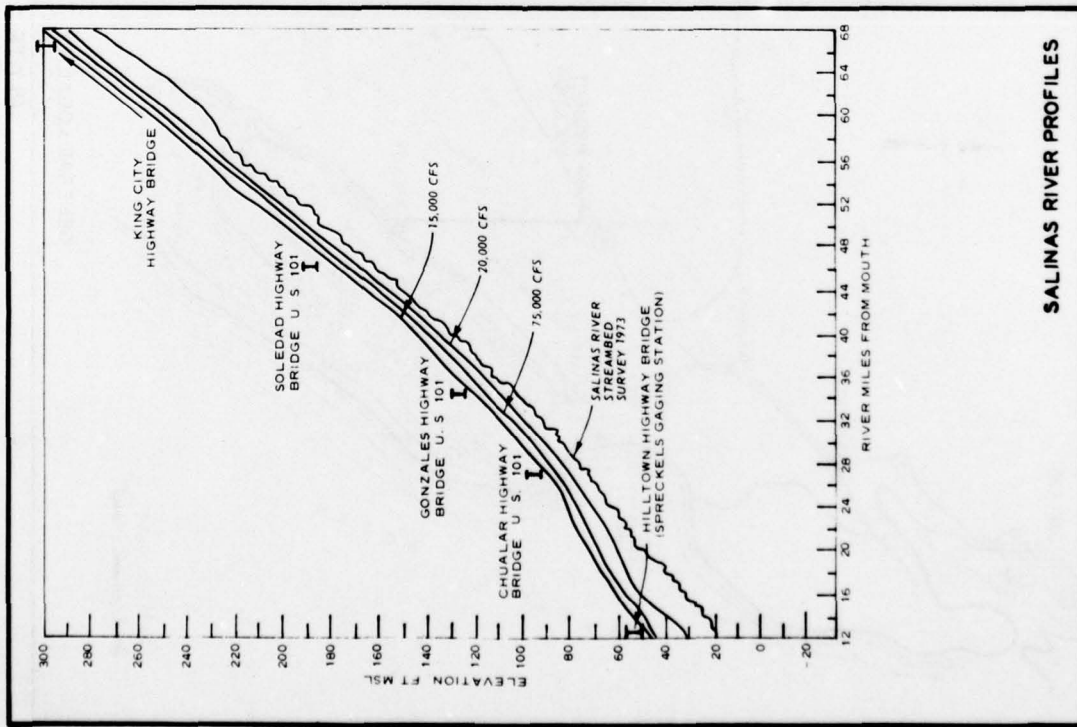 KING CITY
HIGHWAY BRIDGE
SOLEDAD HIGHWAY
BRIDGE U S 101
GONZALES HIGHWAY
BRIDGE U. S 101
CHUALAR HIGHWAY
BRIDGE U. S. 101
15,000 CFS
20,000 CFS
75,000 CFS
SALINAS RIVER
STREAMBED
SURVEY 1973
HILLTOWN HIGHWAY BRIDGE
(SPRECKELS GAGING STATION)
ELEVATION, FT MSL
300
280
260
240
220
200
180
160
140
120
100
80
60
40
20
0
-20
12
16
20
24
28
32
36
40
44
48
52
56
60
64
68
RIVER MILES FROM MOUTH
SALINAS RIVER PROFILES